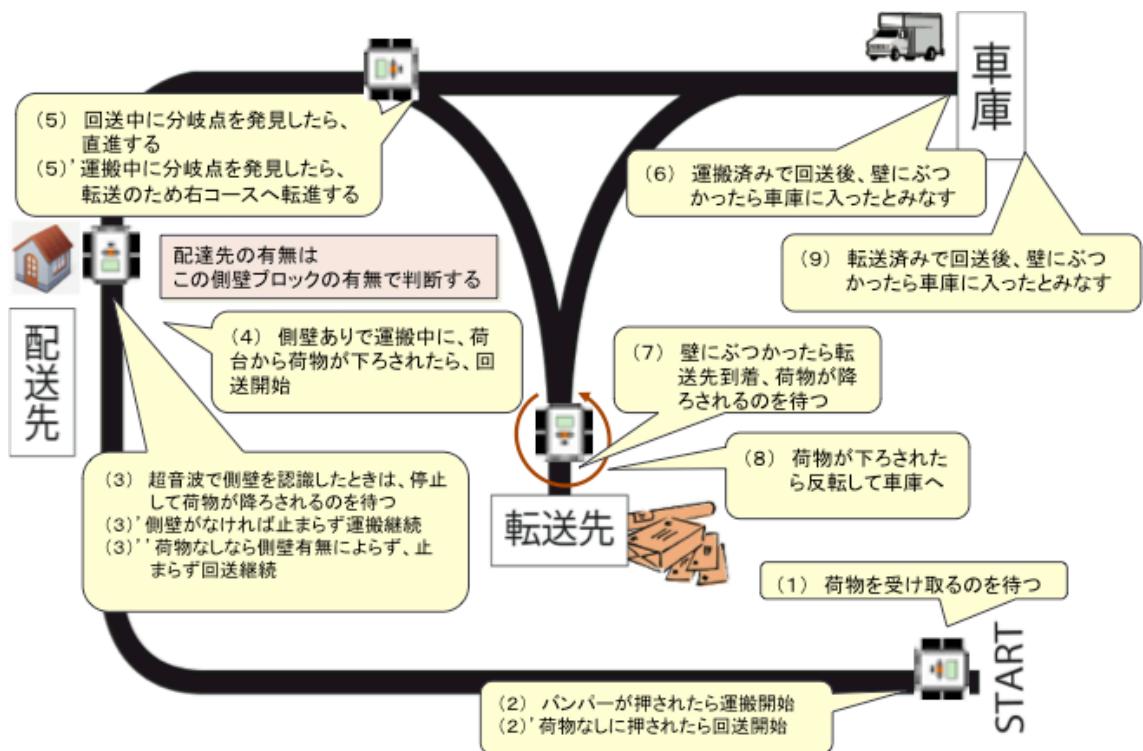 車庫
(5) 回送中に分岐点を発見したら、
直進する
(5)'運搬中に分岐点を発見したら、
転送のため右コースへ転進する
(6) 運搬済みで回送後、壁にぶつ
かったら車庫に入ったとみなす
配達先の有無は
この側壁ブロックの有無で判断する
(9) 転送済みで回送後、壁にぶつ
かったら車庫に入ったとみなす
配送先
(4) 側壁ありで運搬中に、荷
台から荷物が下ろされたら、回
送開始
(7) 壁にぶつかったら転
送先到着、荷物が降
ろされるのを待つ
(8) 荷物が下ろされた
ら反転して車庫へ
(3) 超音波で側壁を認識したときは、停止
して荷物が降ろされるのを待つ
(3)'側壁がなければ止まらず運搬継続
(3)''荷物なしなら側壁有無によらず、止
まらず回送継続
転送先
(1) 荷物を受け取るのを待つ
START
(2) バンパーが押されたら運搬開始
(2)'荷物なしに押されたら回送開始